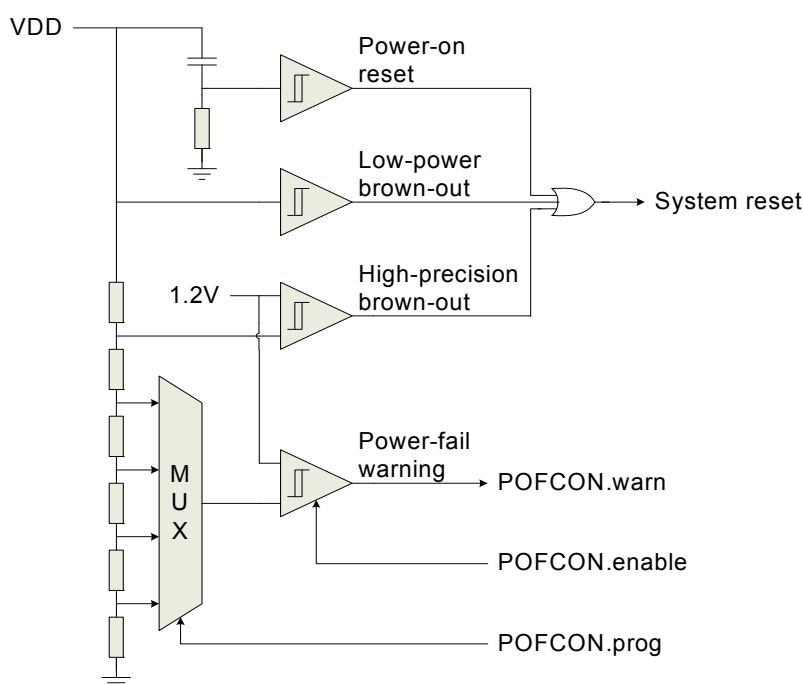 VDD
Power-on
reset
Low-power
brown-out
System reset
High-precision
brown-out
1.2V
Power-fail
warning
POFCON.warn
M
U
X
POFCON.enable
POFCON.prog